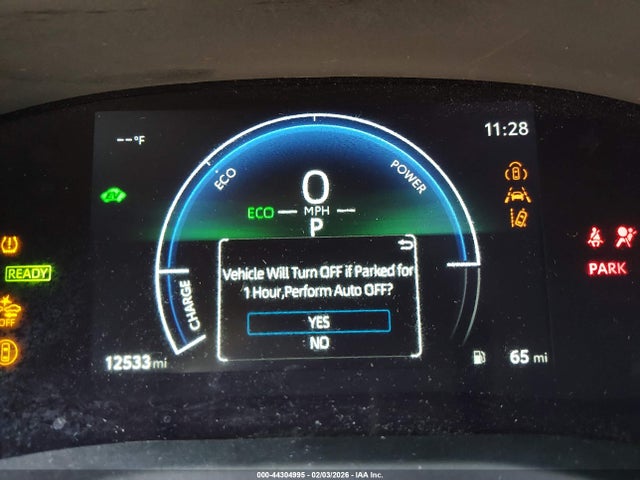 --°F
11:28
ECO
POWER
0
ECO
MPH
P
EV
READY
OFF
PARK
Vehicle Will Turn OFF if Parked for
1 Hour,Perform Auto OFF?
YES
NO
CHARGE
12533 mi
65 mi
000-44304995 - 02/03/2026 - IAA Inc.